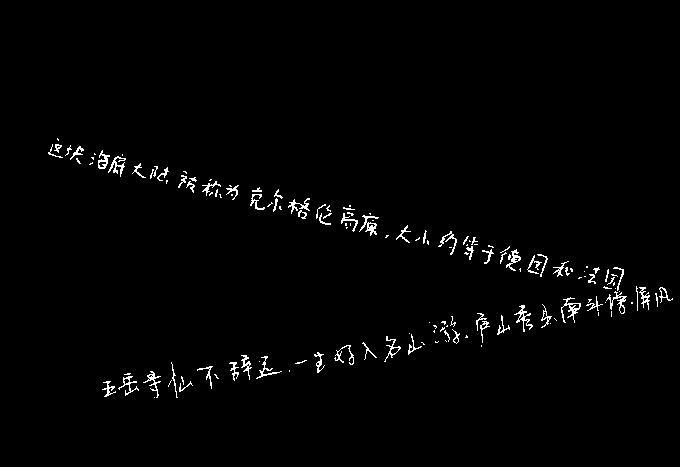 这块海底大陆被称为克尔格伦高原,大小约等于德国和法国
五岳寻仙不辞远,一生好入名山游.庐山秀出南斗傍.屏风